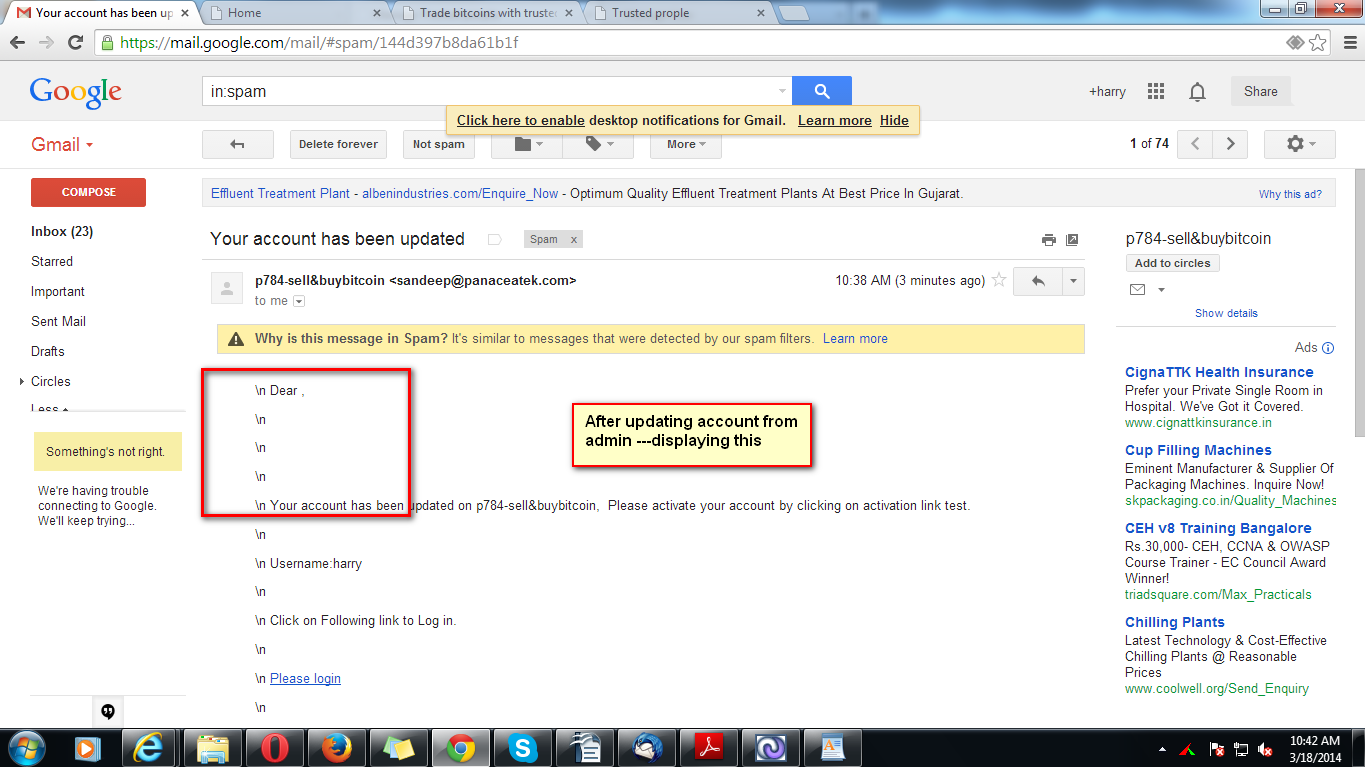 Your account has been up
Home
Trade bitcoins with truste
Trusted prople
https://mail.google.com/mail/#spam/144d397b8da61b1f
Google
in:spam
+harry
Share
Click here to enable desktop notifications for Gmail. Learn more Hide
Gmail
Delete forever
Not spam
More
1 of 74
COMPOSE
Effluent Treatment Plant - albenindustries.com/Enquire_Now - Optimum Quality Effluent Treatment Plants At Best Price In Gujarat.
Why this ad?
Inbox (23)
Starred
Important
Sent Mail
Drafts
Circles
Less
Something's not right.
We're having trouble
connecting to Google.
We'll keep trying...
Your account has been updated
Spam x
p784-sell&buybitcoin <sandeep@panaceatek.com>
10:38 AM (3 minutes ago)
to me
Why is this message in Spam? It's similar to messages that were detected by our spam filters. Learn more
\n Dear ,
\n
\n
\n
\n Your account has been updated on p784-sell&buybitcoin, Please activate your account by clicking on activation link test.
\n
\n Username:harry
\n
\n Click on Following link to Log in.
\n
\n Please login
\n
After updating account from
admin ---displaying this
p784-sell&buybitcoin
Add to circles
Show details
Ads
CignaTTK Health Insurance
Prefer your Private Single Room in
Hospital. We've Got it Covered.
www.cignattkinsurance.in
Cup Filling Machines
Eminent Manufacturer & Supplier Of
Packaging Machines. Inquire Now!
skpackaging.co.in/Quality_Machines
CEH v8 Training Bangalore
Rs.30,000- CEH, CCNA & OWASP
Course Trainer - EC Council Award
Winner!
triadsquare.com/Max_Practicals
Chilling Plants
Latest Technology & Cost-Effective
Chilling Plants @ Reasonable
Prices
www.coolwell.org/Send_Enquiry
10:42 AM
3/18/2014